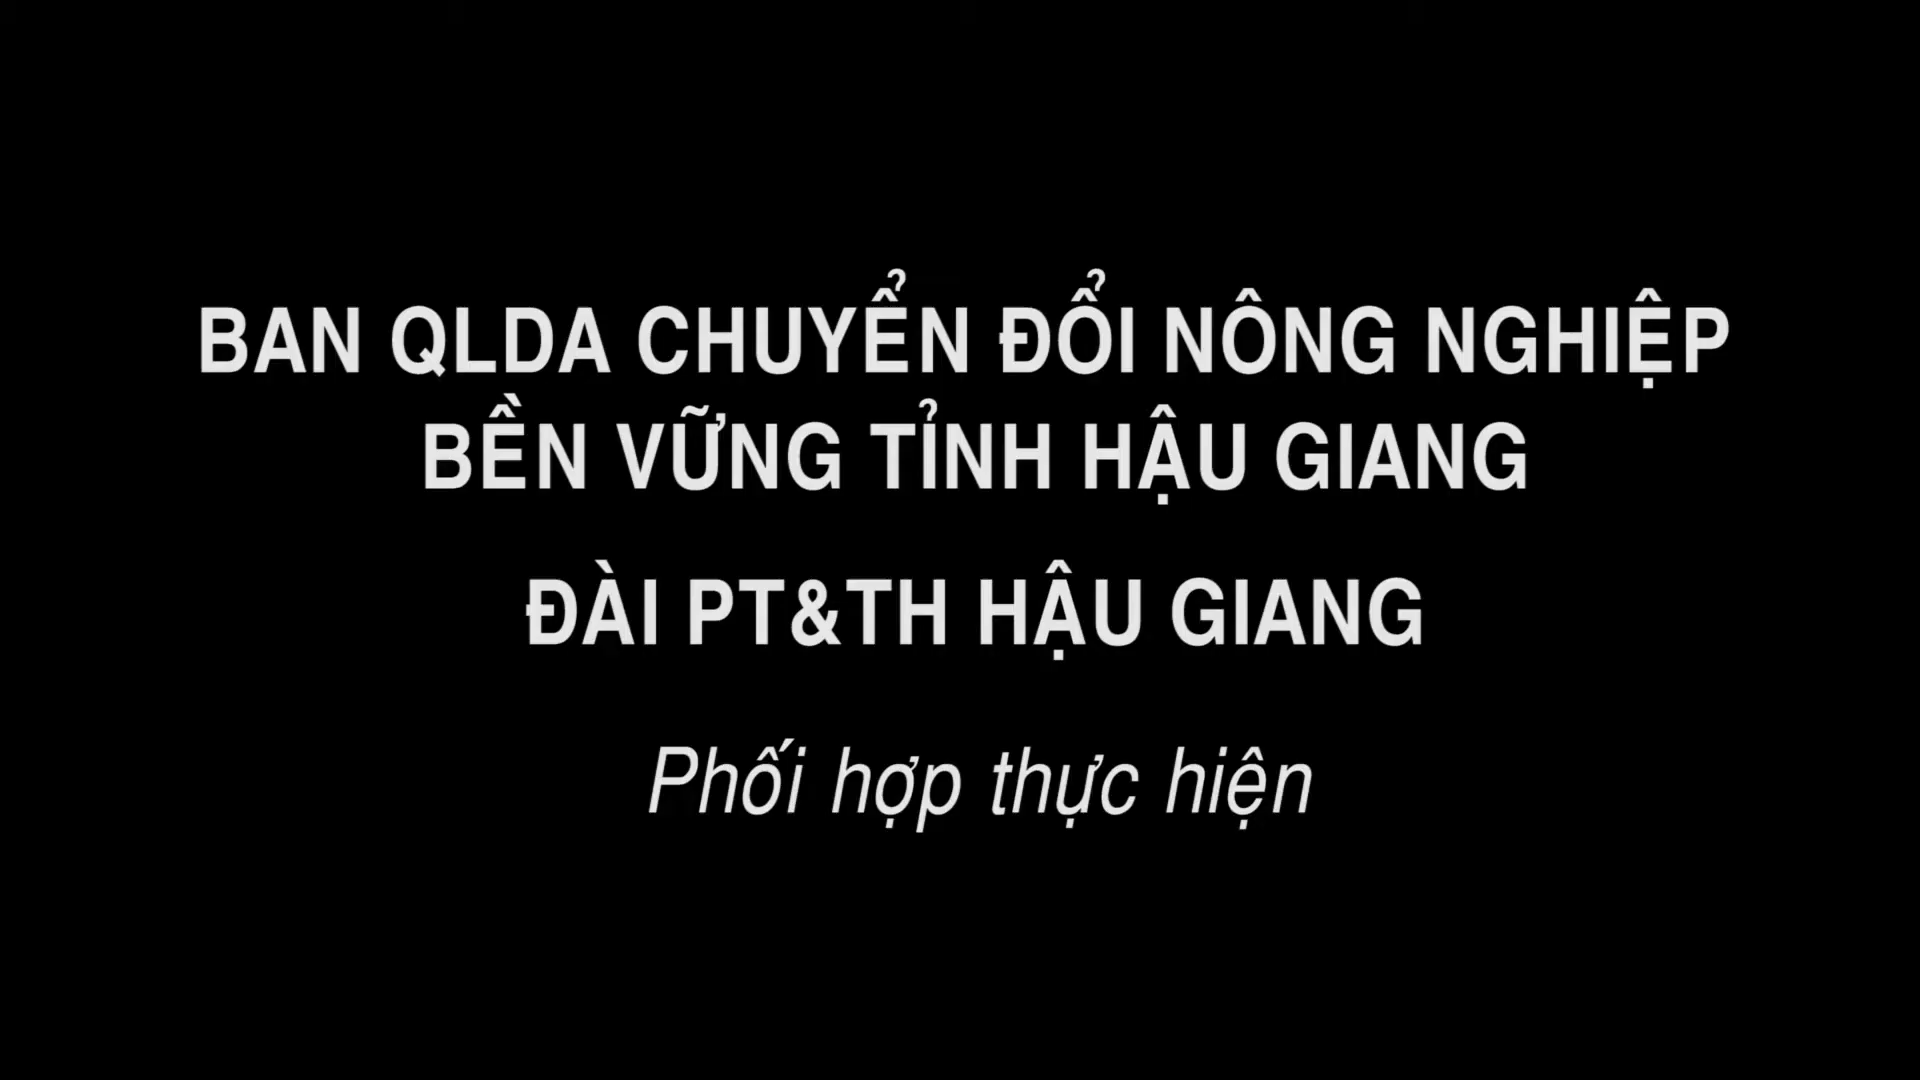 BAN QLDA CHUYỂN ĐỔI NÔNG NGHIỆP
BỀN VỮNG TỈNH HẬU GIANG
ĐÀI PT&TH HẬU GIANG
Phối hợp thực hiện